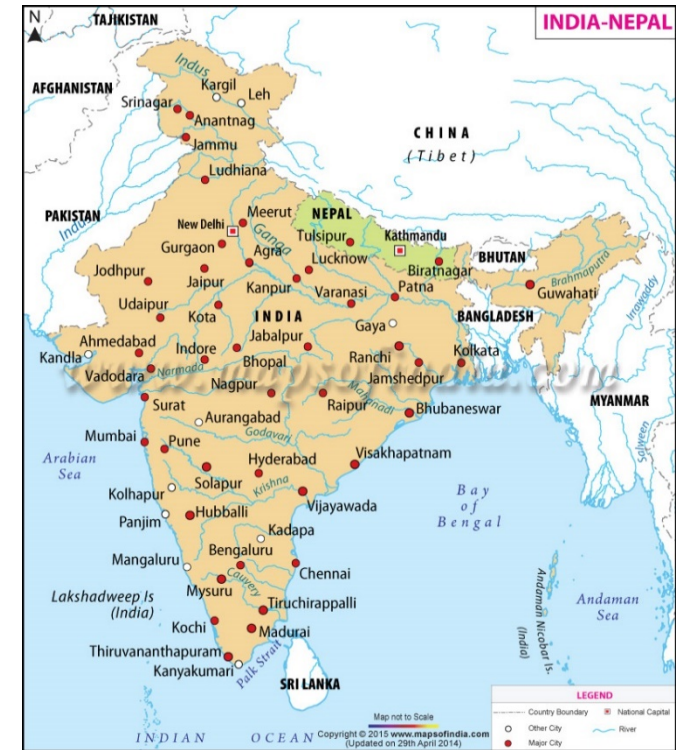 N
TAJIKISTAN
INDIA-NEPAL
AFGHANISTAN
Indus
Kargil
Leh
Srinagar
Anantnag
Jammu
CHINA
(Tibet)
Ludhiana
PAKISTAN
Indus
New Delhi
Meerut
NEPAL
Ganga
Tulsipur
Kathmandu
Gurgaon
Agra
Lucknow
BHUTAN
Biratnagar
Brahmaputra
Jodhpur
Jaipur
Kanpur
Varanasi
Patna
Guwahati
Irrawaddy
Udaipur
Kota
INDIA
Gaya
BANGLADESH
Ahmedabad
Indore
Jabalpur
Kandla
Bhopal
Ranchi
Kolkata
Vadodara
Narmada
Jamshedpur
www.mapsofindia.com
Nagpur
Mahanadi
Raipur
MYANMAR
Surat
Aurangabad
Bhubaneswar
Godavari
Salween
Mumbai
Pune
Arabian
Sea
Hyderabad
Visakhapatnam
Solapur
Krishna
Kolhapur
Bay
of
Bengal
Vijayawada
Panjim
Hubballi
Kadapa
Bengaluru
Mangaluru
Chennai
Cauvery
Mysuru
Andaman Nicobar Is.
(India)
Andaman
Sea
Lakshadweep Is
(India)
Tiruchirappalli
Kochi
Madurai
Thiruvananthapuram
Kanyakumari
Palk Strait
SRI LANKA
LEGEND
Country Boundary
National Capital
Other City
River
Major City
Map not to Scale
Copyright © 2015 www.mapsofindia.com
(Updated on 29th April 2014)
INDIAN OCEAN